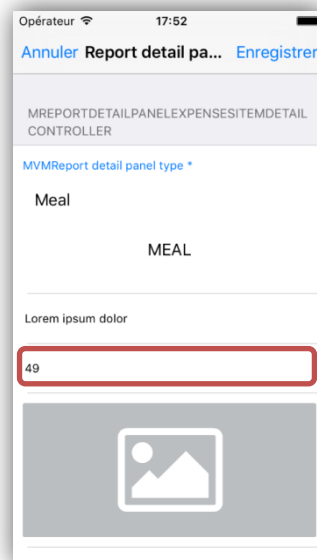 Opérateur 17:52
Annuler Report detail pa... Enregistrer
MREPORTDETAILPANELEXPENSESITEMDETAIL
CONTROLLER
MVMReport detail panel type *
Meal
MEAL
Lorem ipsum dolor
49